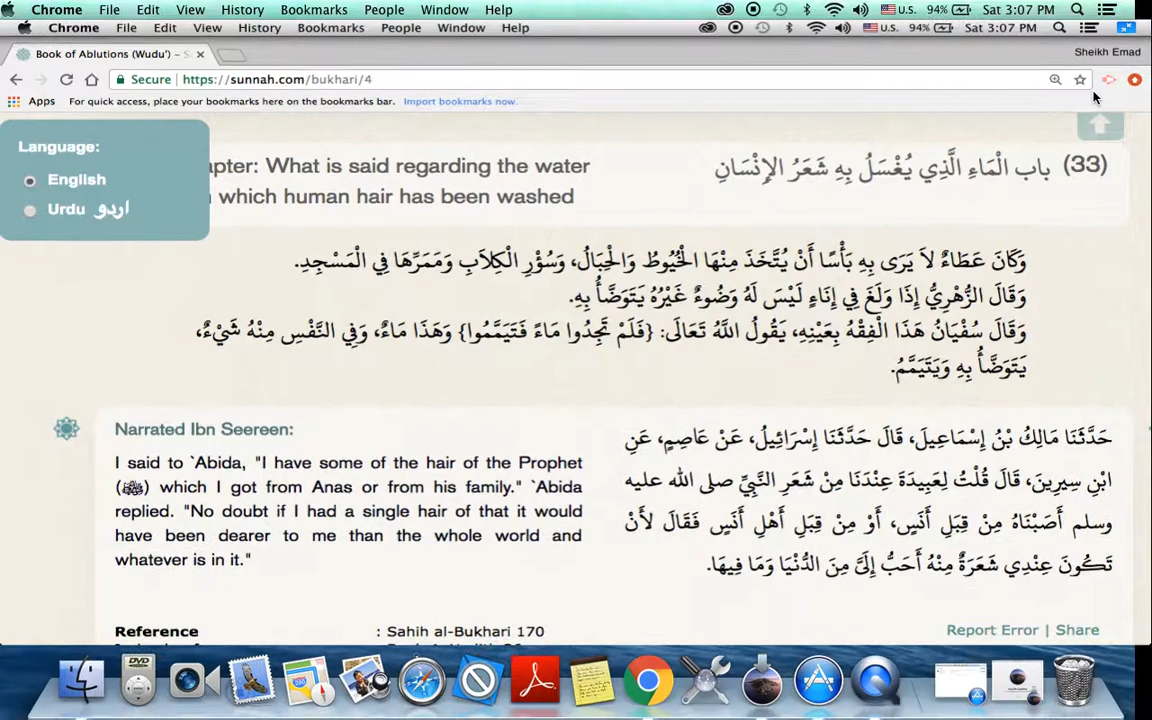 Chrome File Edit View History Bookmarks People Window Help U.S. 94% Sat 3:07 PM
Chrome File Edit View History Bookmarks People Window Help U.S. 94% Sat 3:07 PM
Book of Ablutions (Wudu') – S Sheikh Emad
Secure https://sunnah.com/bukhari/4
Apps For quick access, place your bookmarks here on the bookmarks bar. Import bookmarks now.
Language:
English
Urdu اردو
apter: What is said regarding the water
which human hair has been washed
(33) باب الْمَاءِ الَّذِي يُغْسَلُ بِهِ شَعَرُ الإِنْسَانِ
وَكَانَ عَطَاءٌ لاَ يَرَى بِهِ بَأْسًا أَنْ يُتَّخَذَ مِنْهَا الْخُيُوطُ وَالْحِبَالُ، وَسُؤْرِ الْكِلاَبِ وَمَمَرِّهَا فِي الْمَسْجِدِ.
وَقَالَ الزُّهْرِيُّ إِذَا وَلَغَ فِي إِنَاءٍ لَيْسَ لَهُ وَضُوءٌ غَيْرُهُ يَتَوَضَّأُ بِهِ.
وَقَالَ سُفْيَانُ هَذَا الْفِقْهُ بِعَيْنِهِ، يَقُولُ اللَّهُ تَعَالَى: {فَلَمْ تَجِدُوا مَاءً فَتَيَمَّمُوا} وَهَذَا مَاءٌ، وَفِي النَّفْسِ مِنْهُ شَيْءٌ،
يَتَوَضَّأُ بِهِ وَيَتَيَمَّمُ.
Narrated Ibn Seereen:
I said to `Abida, "I have some of the hair of the Prophet
(ﷺ) which I got from Anas or from his family." `Abida
replied. "No doubt if I had a single hair of that it would
have been dearer to me than the whole world and
whatever is in it."
حَدَّثَنَا مَالِكُ بْنُ إِسْمَاعِيلَ، قَالَ حَدَّثَنَا إِسْرَائِيلُ، عَنْ عَاصِمٍ، عَنِ
ابْنِ سِيرِينَ، قَالَ قُلْتُ لِعَبِيدَةَ عِنْدَنَا مِنْ شَعَرِ النَّبِيِّ صلى الله عليه
وسلم أَصَبْنَاهُ مِنْ قِبَلِ أَنَسٍ، أَوْ مِنْ قِبَلِ أَهْلِ أَنَسٍ فَقَالَ لأَنْ
تَكُونَ عِنْدِي شَعَرَةٌ مِنْهُ أَحَبُّ إِلَىَّ مِنَ الدُّنْيَا وَمَا فِيهَا.
Reference : Sahih al-Bukhari 170
Report Error | Share